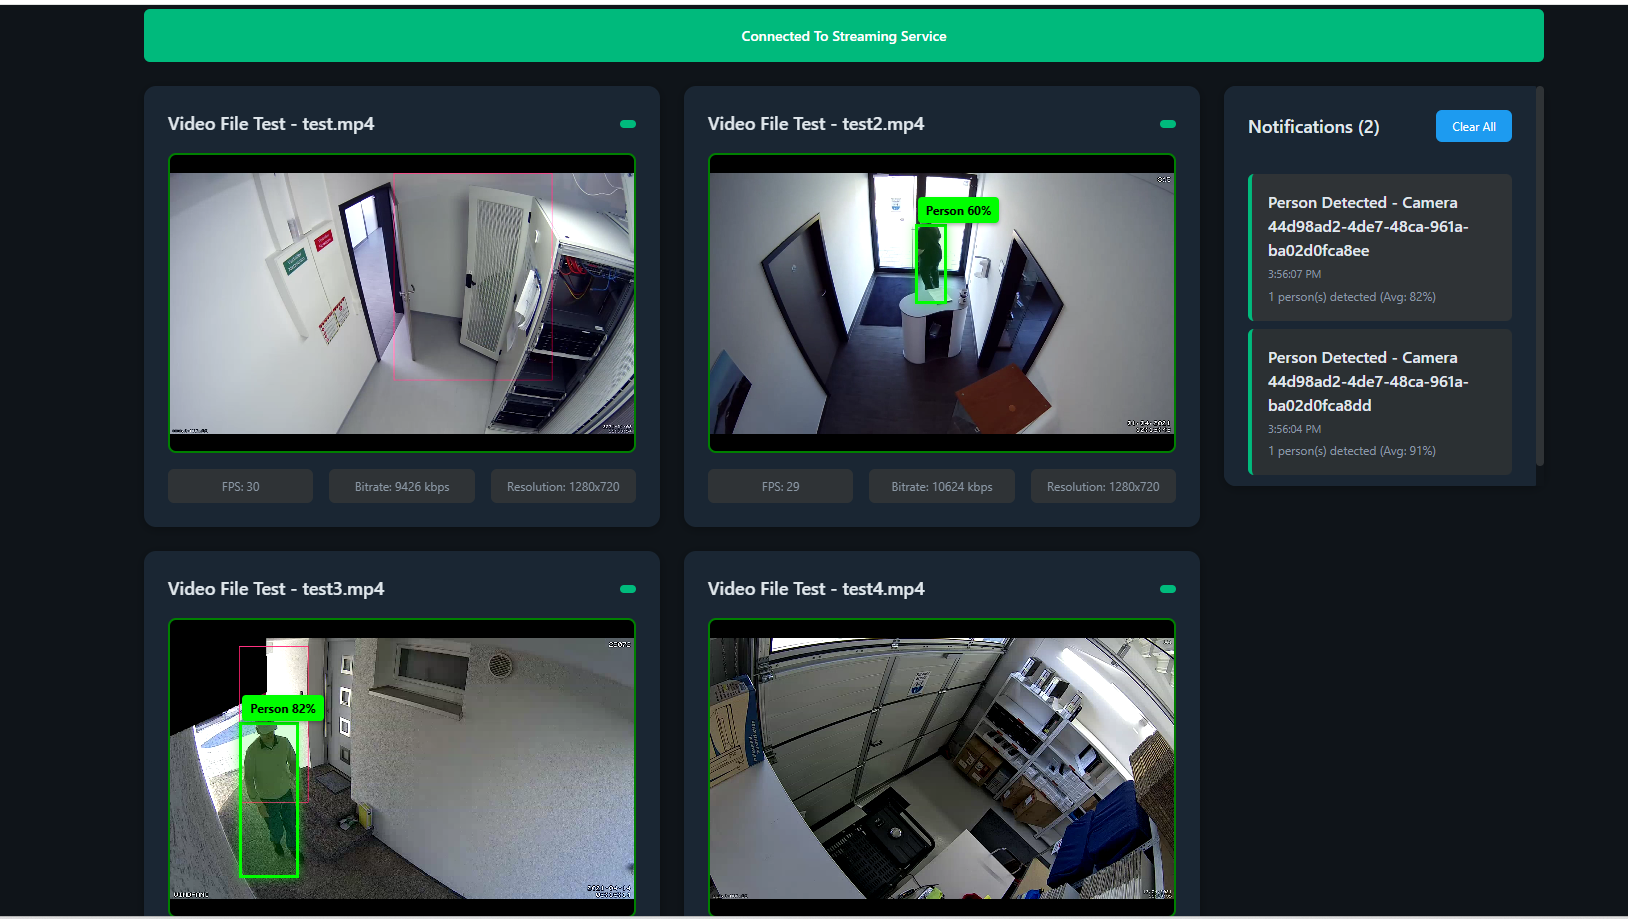 Connected To Streaming Service
Video File Test - test.mp4
FPS: 30
Bitrate: 9426 kbps
Resolution: 1280x720
Video File Test - test2.mp4
Person 60%
FPS: 29
Bitrate: 10624 kbps
Resolution: 1280x720
Notifications (2)
Clear All
Person Detected - Camera
44d98ad2-4de7-48ca-961a-
ba02d0fca8ee
3:56:07 PM
1 person(s) detected (Avg: 82%)
Person Detected - Camera
44d98ad2-4de7-48ca-961a-
ba02d0fca8dd
3:56:04 PM
1 person(s) detected (Avg: 91%)
Video File Test - test3.mp4
Person 82%
Video File Test - test4.mp4